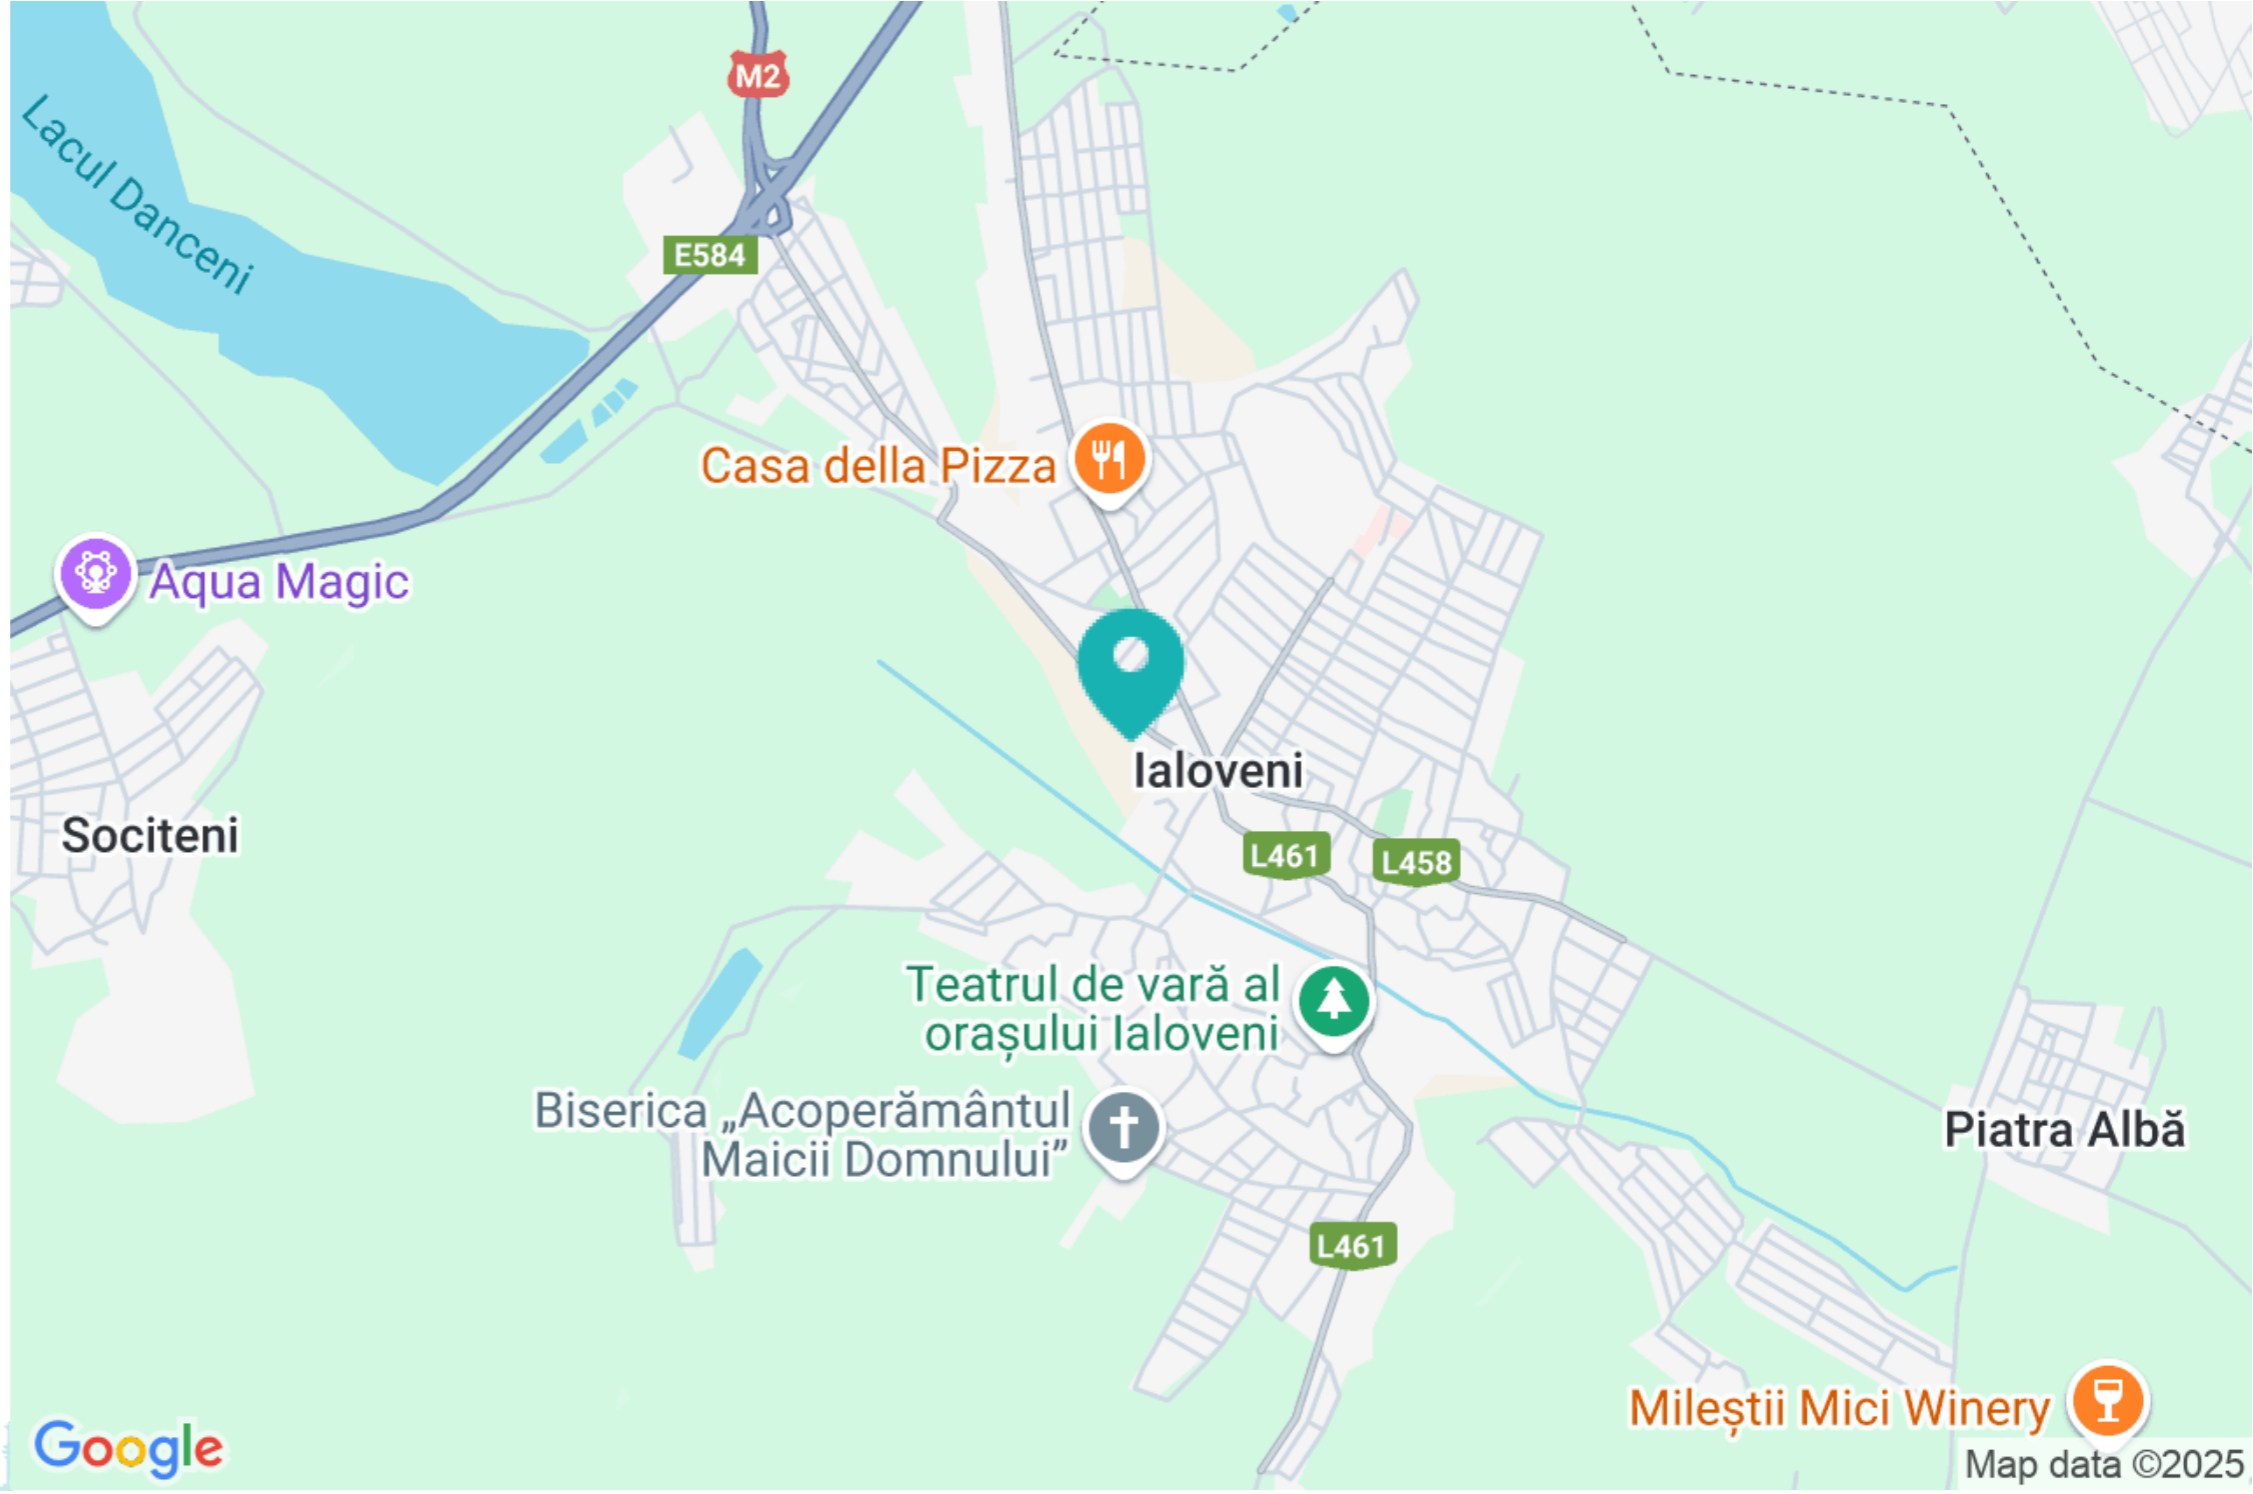 M2
Lacul Danceni
E584
Casa della Pizza
Aqua Magic
Ialoveni
Sociteni
L461
L458
Teatrul de vară al
orașului Ialoveni
Biserica „Acoperământul
Maicii Domnului”
Piatra Albă
L461
Mileștii Mici Winery
Google
Map data ©2025